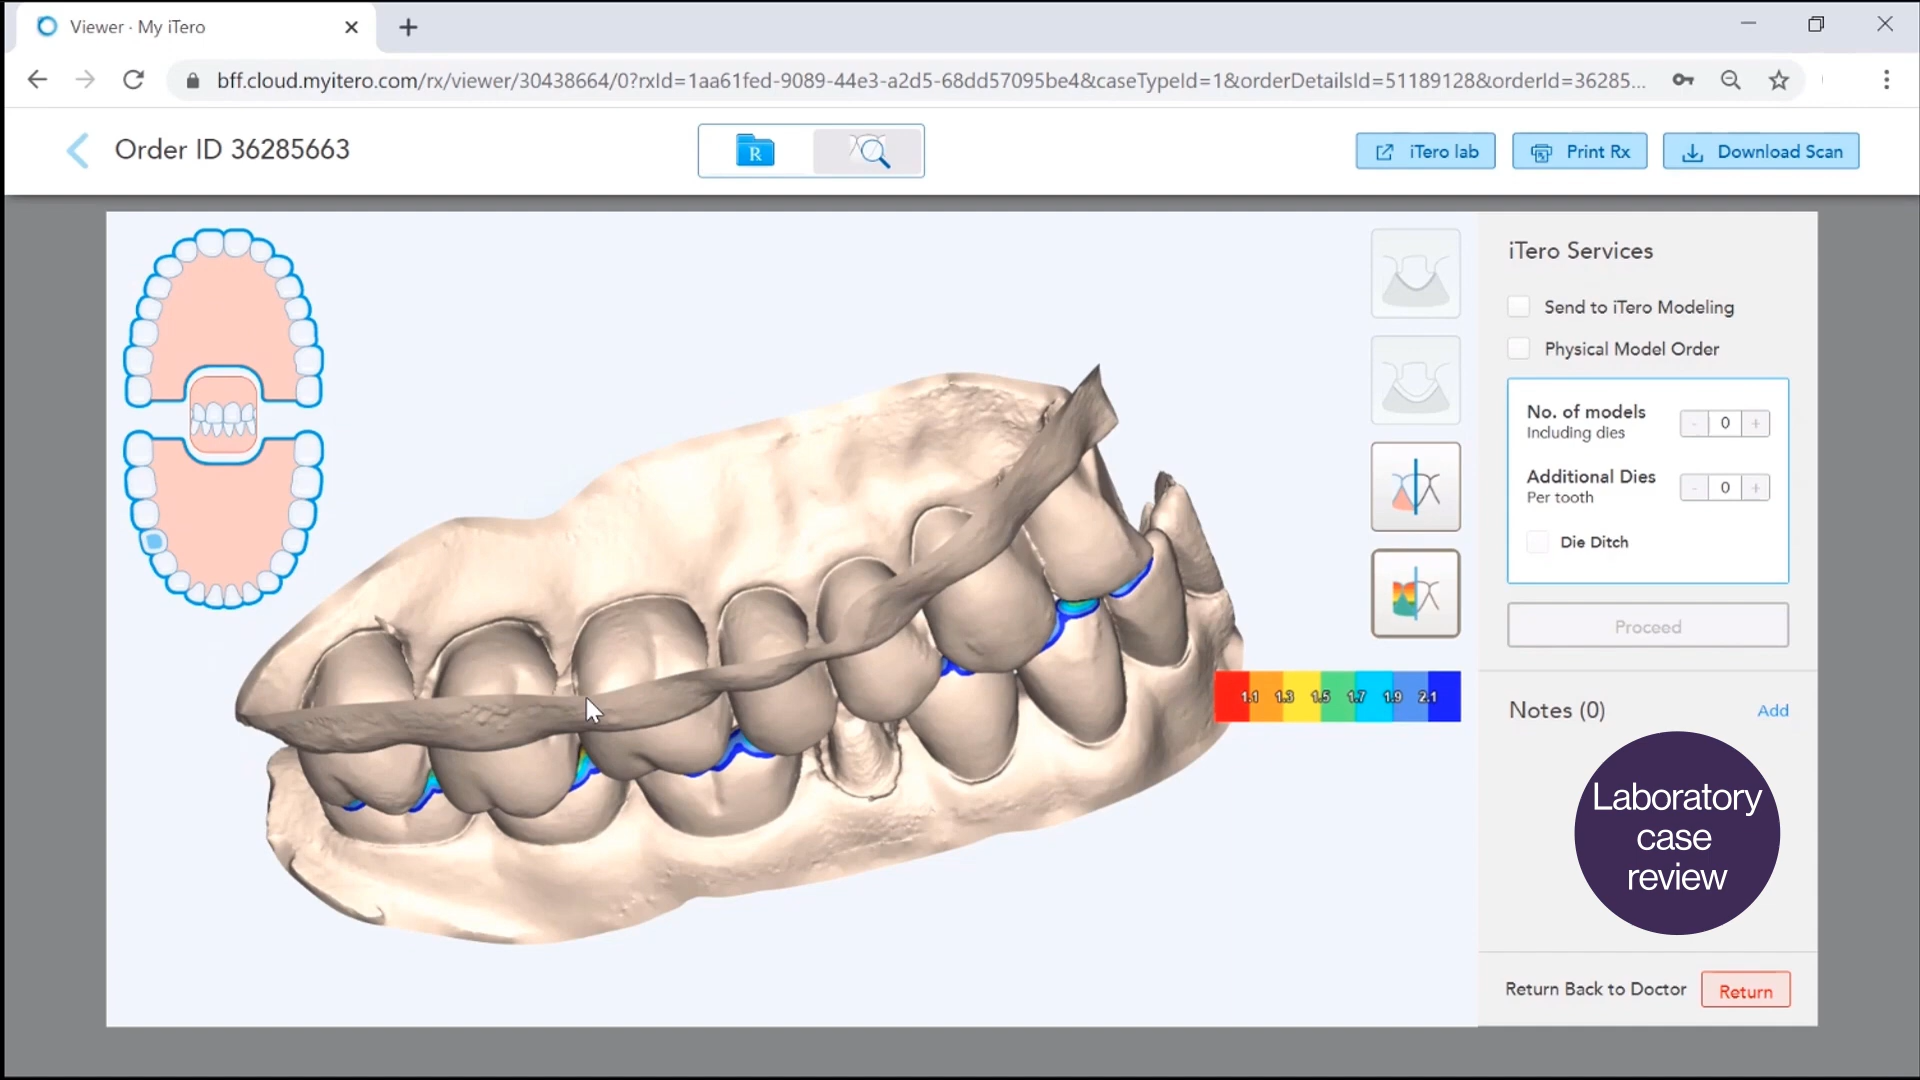 Viewer · My iTero
bff.cloud.myitero.com/rx/viewer/30438664/0?rxId=1aa61fed-9089-44e3-a2d5-68dd57095be4&caseTypeId=1&orderDetailsId=51189128&orderId=36285...
Order ID 36285663
R
iTero lab
Print Rx
Download Scan
iTero Services
Send to iTero Modeling
Physical Model Order
No. of models
Including dies
- 0 +
Additional Dies
Per tooth
- 0 +
Die Ditch
Proceed
1.1 1.3 1.5 1.7 1.9 2.1
Notes (0)
Add
Laboratory
case
review
Return Back to Doctor
Return